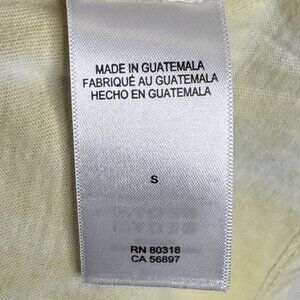 MADE IN GUATEMALA
FABRIQUÉ AU GUATEMALA
HECHO EN GUATEMALA
S
RN 80318
CA 56897